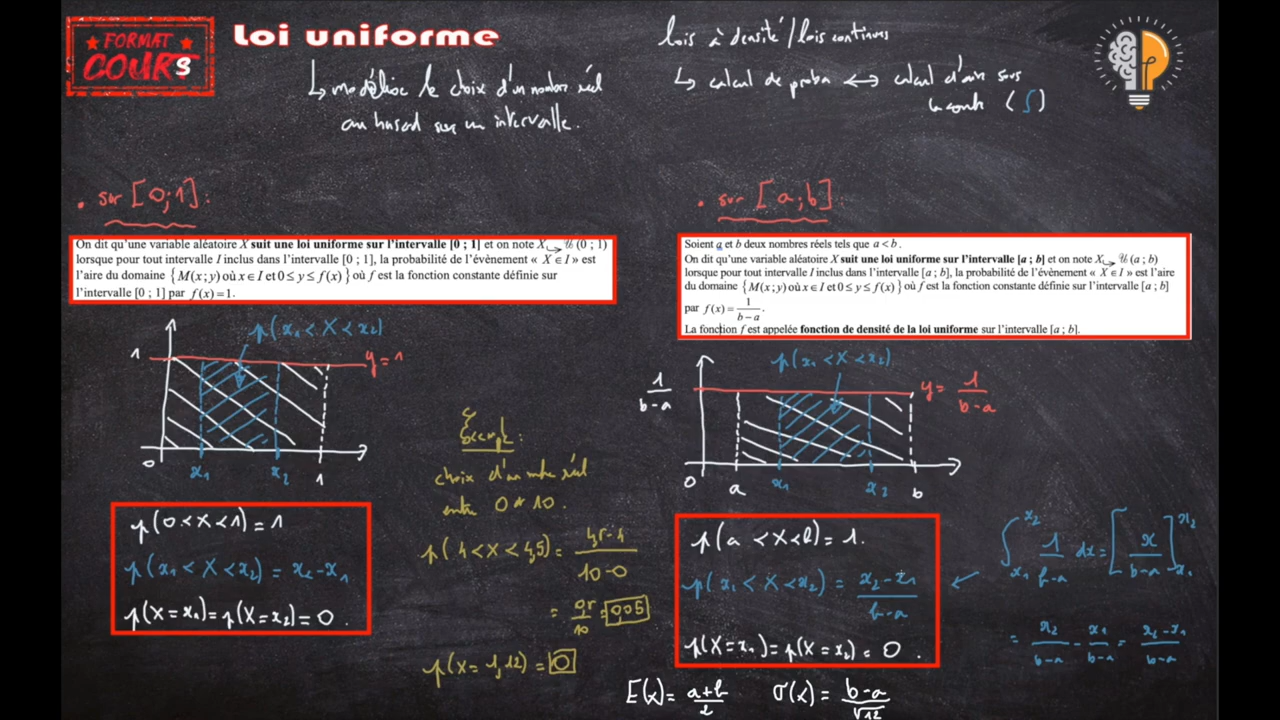 FORMAT
COURS
Loi uniforme
↳ modélise le choix d'un nombre réel
au hasard sur un intervalle.
lois à densité / lois continues
↳ calcul de proba ↔ calcul d'aire sous
la courbe (∫)
• sur [0;1]:
On dit qu'une variable aléatoire X suit une loi uniforme sur l'intervalle [0 ; 1] et on note X ↪ U (0 ; 1)
lorsque pour tout intervalle I inclus dans l'intervalle [0 ; 1], la probabilité de l'évènement « X ∈ I » est
l'aire du domaine {M(x ; y) où x ∈ I et 0 ≤ y ≤ f(x)} où f est la fonction constante définie sur
l'intervalle [0 ; 1] par f(x) = 1.
p(x₁ < X < x₂)
1
y = 1
0 x₁ x₂ 1
p(0 < X < 1) = 1
p(x₁ < X < x₂) = x₂ - x₁
p(X = x₁) = p(X = x₂) = 0.
Exemple:
choix d'un nombre réel
entre 0 et 10.
p(4 < X < 4,5) = 4,5 - 4 / 10 - 0
= 0,5 / 10 = 0,05
p(X = 1,12) = 0
• sur [a;b]:
Soient a et b deux nombres réels tels que a < b.
On dit qu'une variable aléatoire X suit une loi uniforme sur l'intervalle [a ; b] et on note X ↪ U (a ; b)
lorsque pour tout intervalle I inclus dans l'intervalle [a ; b], la probabilité de l'évènement « X ∈ I » est l'aire
du domaine {M(x ; y) où x ∈ I et 0 ≤ y ≤ f(x)} où f est la fonction constante définie sur l'intervalle [a ; b]
par f(x) = 1 / b - a.
La fonction f est appelée fonction de densité de la loi uniforme sur l'intervalle [a ; b].
p(x₁ < X < x₂)
1 / b - a
y = 1 / b - a
0 a x₁ x₂ b
p(a < X < b) = 1.
p(x₁ < X < x₂) = x₂ - x₁ / b - a
p(X = x₁) = p(X = x₂) = 0.
∫ x₁ x₂ 1 / b - a dx = [x / b - a] x₁ x₂
= x₂ / b - a - x₁ / b - a = x₂ - x₁ / b - a
E(X) = a + b / 2 σ(X) = b - a / √12